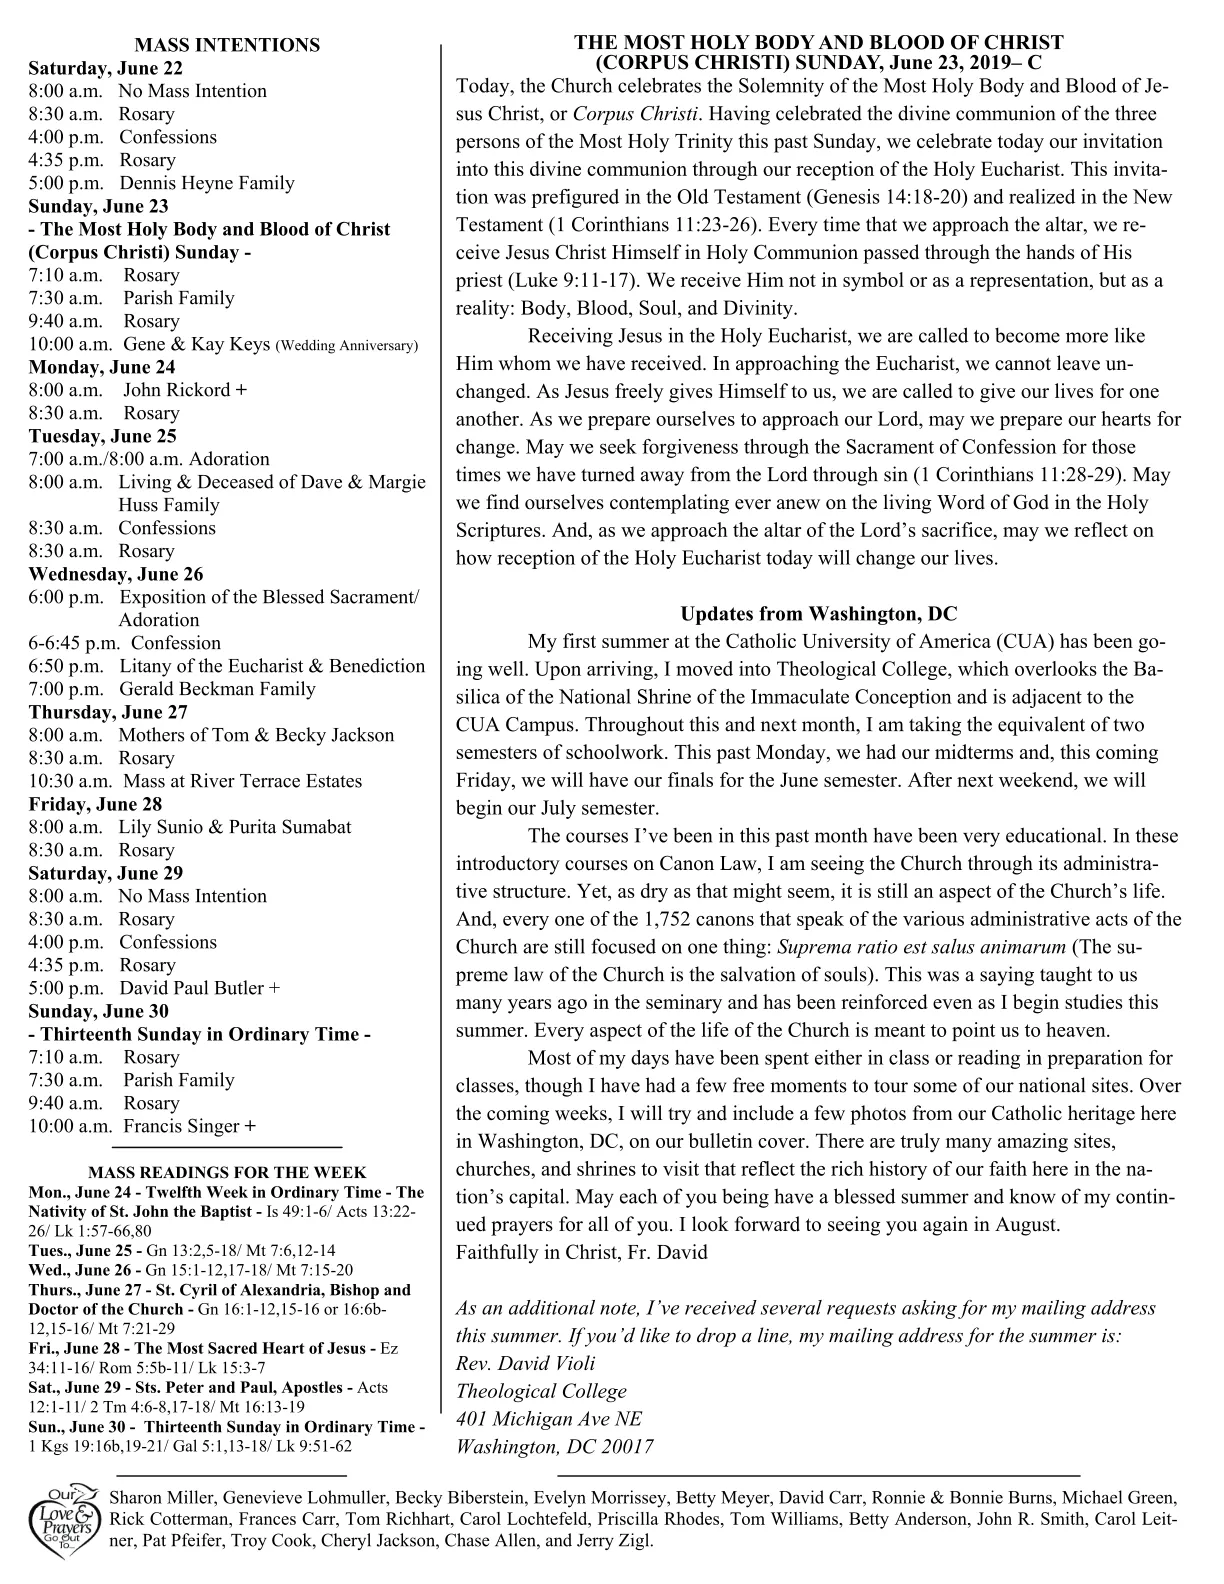 MASS INTENTIONS
Saturday, June 22
8:00 a.m. No Mass Intention
8:30 a.m. Rosary
4:00 p.m. Confessions
4:35 p.m. Rosary
5:00 p.m. Dennis Heyne Family
Sunday, June 23
- The Most Holy Body and Blood of Christ
(Corpus Christi) Sunday -
7:10 a.m. Rosary
7:30 a.m. Parish Family
9:40 a.m. Rosary
10:00 a.m. Gene & Kay Keys (Wedding Anniversary)
Monday, June 24
8:00 a.m. John Rickord +
8:30 a.m. Rosary
Tuesday, June 25
7:00 a.m./8:00 a.m. Adoration
8:00 a.m. Living & Deceased of Dave & Margie
Huss Family
8:30 a.m. Confessions
8:30 a.m. Rosary
Wednesday, June 26
6:00 p.m. Exposition of the Blessed Sacrament/
Adoration
6-6:45 p.m. Confession
6:50 p.m. Litany of the Eucharist & Benediction
7:00 p.m. Gerald Beckman Family
Thursday, June 27
8:00 a.m. Mothers of Tom & Becky Jackson
8:30 a.m. Rosary
10:30 a.m. Mass at River Terrace Estates
Friday, June 28
8:00 a.m. Lily Sunio & Purita Sumabat
8:30 a.m. Rosary
Saturday, June 29
8:00 a.m. No Mass Intention
8:30 a.m. Rosary
4:00 p.m. Confessions
4:35 p.m. Rosary
5:00 p.m. David Paul Butler +
Sunday, June 30
- Thirteenth Sunday in Ordinary Time -
7:10 a.m. Rosary
7:30 a.m. Parish Family
9:40 a.m. Rosary
10:00 a.m. Francis Singer +
MASS READINGS FOR THE WEEK
Mon., June 24 - Twelfth Week in Ordinary Time - The
Nativity of St. John the Baptist - Is 49:1-6/ Acts 13:22-
26/ Lk 1:57-66,80
Tues., June 25 - Gn 13:2,5-18/ Mt 7:6,12-14
Wed., June 26 - Gn 15:1-12,17-18/ Mt 7:15-20
Thurs., June 27 - St. Cyril of Alexandria, Bishop and
Doctor of the Church - Gn 16:1-12,15-16 or 16:6b-
12,15-16/ Mt 7:21-29
Fri., June 28 - The Most Sacred Heart of Jesus - Ez
34:11-16/ Rom 5:5b-11/ Lk 15:3-7
Sat., June 29 - Sts. Peter and Paul, Apostles - Acts
12:1-11/ 2 Tm 4:6-8,17-18/ Mt 16:13-19
Sun., June 30 - Thirteenth Sunday in Ordinary Time -
1 Kgs 19:16b,19-21/ Gal 5:1,13-18/ Lk 9:51-62
THE MOST HOLY BODY AND BLOOD OF CHRIST
(CORPUS CHRISTI) SUNDAY, June 23, 2019– C
Today, the Church celebrates the Solemnity of the Most Holy Body and Blood of Je-
sus Christ, or Corpus Christi. Having celebrated the divine communion of the three
persons of the Most Holy Trinity this past Sunday, we celebrate today our invitation
into this divine communion through our reception of the Holy Eucharist. This invita-
tion was prefigured in the Old Testament (Genesis 14:18-20) and realized in the New
Testament (1 Corinthians 11:23-26). Every time that we approach the altar, we re-
ceive Jesus Christ Himself in Holy Communion passed through the hands of His
priest (Luke 9:11-17). We receive Him not in symbol or as a representation, but as a
reality: Body, Blood, Soul, and Divinity.
Receiving Jesus in the Holy Eucharist, we are called to become more like
Him whom we have received. In approaching the Eucharist, we cannot leave un-
changed. As Jesus freely gives Himself to us, we are called to give our lives for one
another. As we prepare ourselves to approach our Lord, may we prepare our hearts for
change. May we seek forgiveness through the Sacrament of Confession for those
times we have turned away from the Lord through sin (1 Corinthians 11:28-29). May
we find ourselves contemplating ever anew on the living Word of God in the Holy
Scriptures. And, as we approach the altar of the Lord's sacrifice, may we reflect on
how reception of the Holy Eucharist today will change our lives.
Updates from Washington, DC
My first summer at the Catholic University of America (CUA) has been go-
ing well. Upon arriving, I moved into Theological College, which overlooks the Ba-
silica of the National Shrine of the Immaculate Conception and is adjacent to the
CUA Campus. Throughout this and next month, I am taking the equivalent of two
semesters of schoolwork. This past Monday, we had our midterms and, this coming
Friday, we will have our finals for the June semester. After next weekend, we will
begin our July semester.
The courses I've been in this past month have been very educational. In these
introductory courses on Canon Law, I am seeing the Church through its administra-
tive structure. Yet, as dry as that might seem, it is still an aspect of the Church's life.
And, every one of the 1,752 canons that speak of the various administrative acts of the
Church are still focused on one thing: Suprema ratio est salus animarum (The su-
preme law of the Church is the salvation of souls). This was a saying taught to us
many years ago in the seminary and has been reinforced even as I begin studies this
summer. Every aspect of the life of the Church is meant to point us to heaven.
Most of my days have been spent either in class or reading in preparation for
classes, though I have had a few free moments to tour some of our national sites. Over
the coming weeks, I will try and include a few photos from our Catholic heritage here
in Washington, DC, on our bulletin cover. There are truly many amazing sites,
churches, and shrines to visit that reflect the rich history of our faith here in the na-
tion's capital. May each of you being have a blessed summer and know of my contin-
ued prayers for all of you. I look forward to seeing you again in August.
Faithfully in Christ, Fr. David
As an additional note, I've received several requests asking for my mailing address
this summer. If you'd like to drop a line, my mailing address for the summer is:
Rev. David Violi
Theological College
401 Michigan Ave NE
Washington, DC 20017
Our
Love &
Prayers
Go Out
To...
Sharon Miller, Genevieve Lohmuller, Becky Biberstein, Evelyn Morrissey, Betty Meyer, David Carr, Ronnie & Bonnie Burns, Michael Green,
Rick Cotterman, Frances Carr, Tom Richhart, Carol Lochtefeld, Priscilla Rhodes, Tom Williams, Betty Anderson, John R. Smith, Carol Leit-
ner, Pat Pfeifer, Troy Cook, Cheryl Jackson, Chase Allen, and Jerry Zigl.